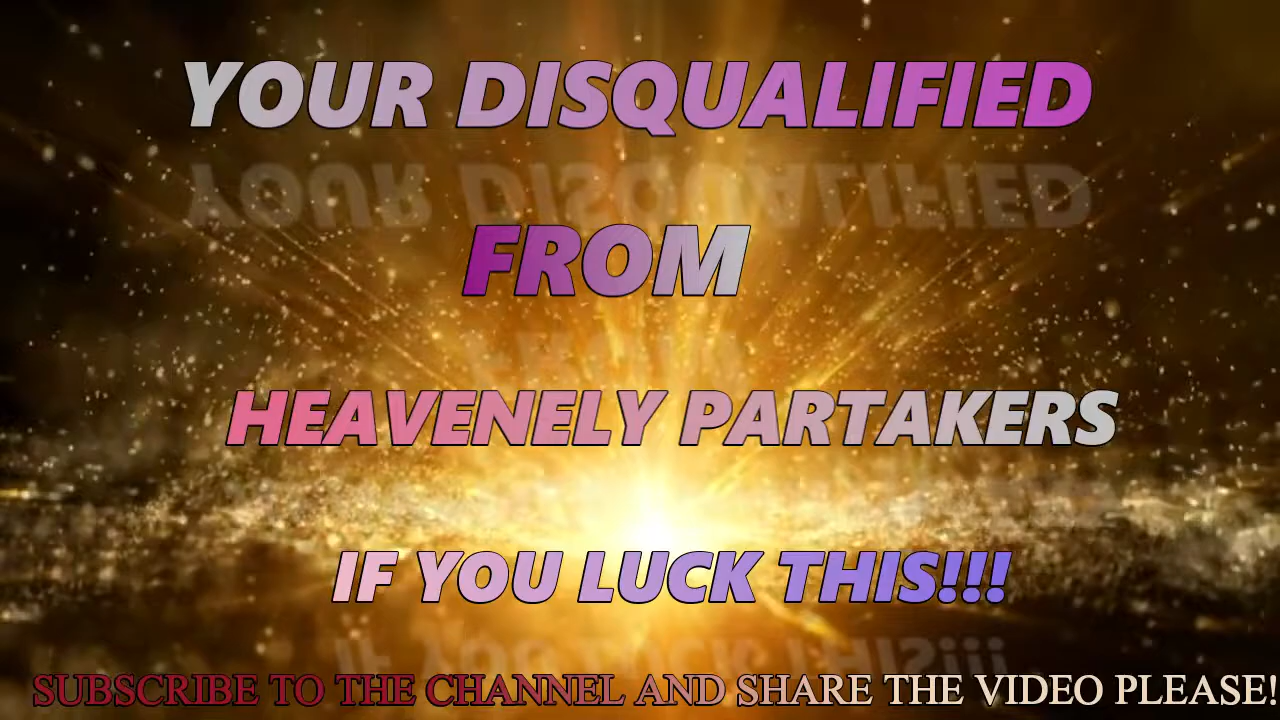 YOUR DISQUALIFIED
FROM
HEAVENELY PARTAKERS
IF YOU LUCK THIS!!!
SUBSCRIBE TO THE CHANNEL AND SHARE THE VIDEO PLEASE!